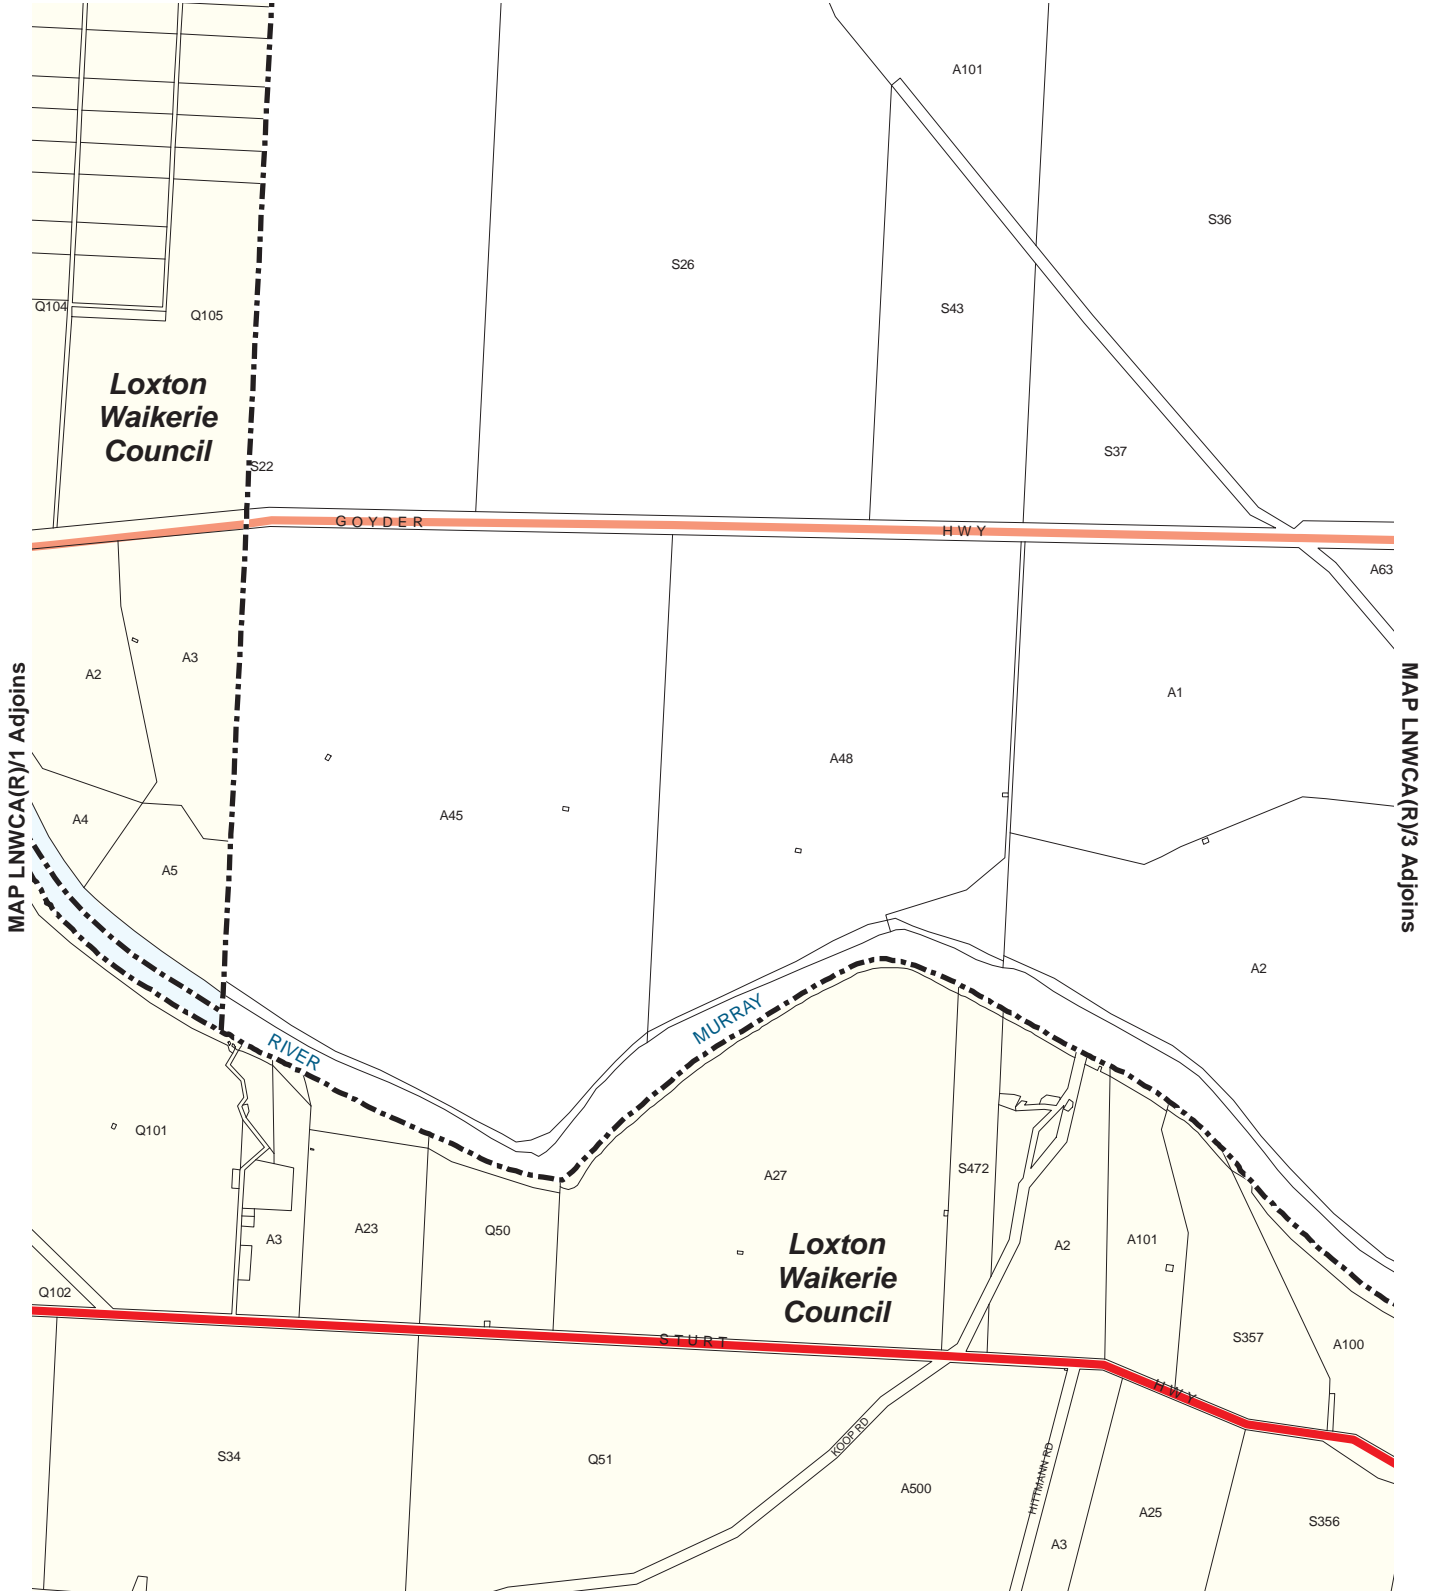 A101
S36
S26
Q104
Q105
S43
Loxton
Waikerie
Council
S37
S22
GOYDER
HWY
A63
A3
A2
A1
MAP LNWCA(R)/1 Adjoins
MAP LNWCA(R)/3 Adjoins
A48
A45
A4
A5
A2
MURRAY
RIVER
Q101
S472
A27
A23
Q50
A3
A2
A101
Loxton
Waikerie
Council
Q102
STURT
S357
A100
HWY
KOOP RD
S34
Q51
HITTMANN RD
A500
A25
S356
A3